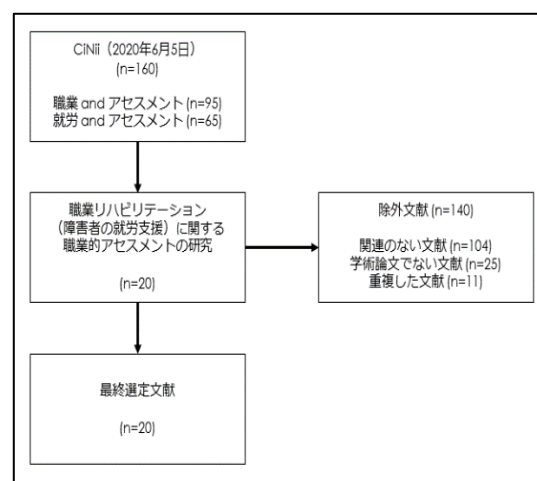 CiNii（2020年6月5日）
(n=160)
職業 and アセスメント (n=95)
就労 and アセスメント (n=65)
職業リハビリテーション
（障害者の就労支援）に関する
職業的アセスメントの研究
(n=20)
除外文献 (n=140)
関連のない文献 (n=104)
学術論文でない文献 (n=25)
重複した文献 (n=11)
最終選定文献
(n=20)